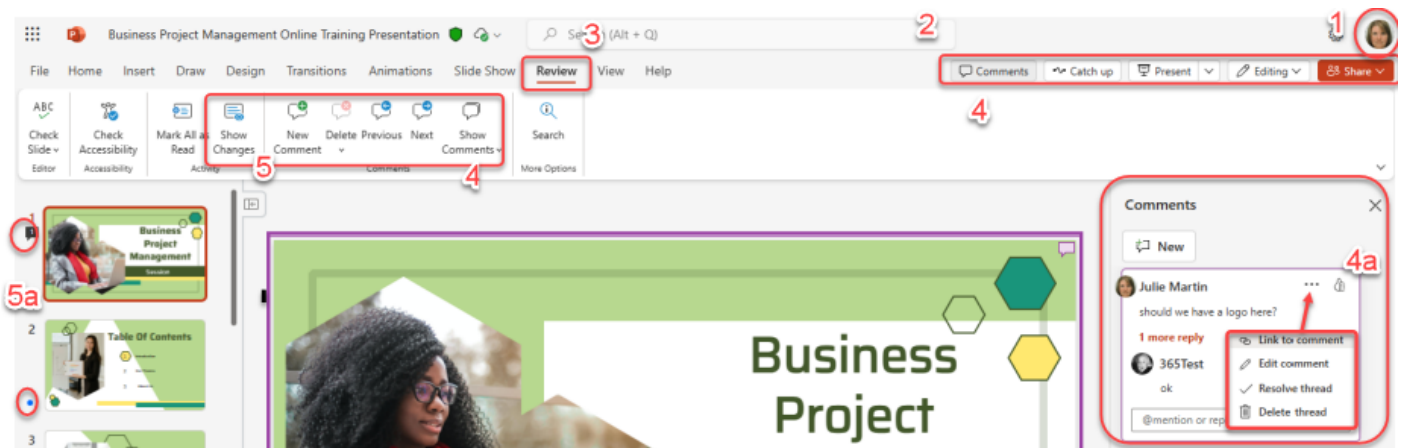 Business Project Management Online Training Presentation
Search (Alt + Q)
3
2
1
File Home Insert Draw Design Transitions Animations Slide Show Review View Help
Comments Catch up Present Editing Share
4
ABC
Check Slide
Check Accessibility
Mark All as Read
Show Changes
New Comment
Delete
Previous
Next
Show Comments
Search
Editor Accessibility Activity Comments More Options
5
4
1
Business
Project
Management
Session
5a
2
Table Of Contents
3
Business
Project
Comments
New
4a
Julie Martin
should we have a logo here?
1 more reply
365Test
ok
@mention or rep
Link to comment
Edit comment
Resolve thread
Delete thread